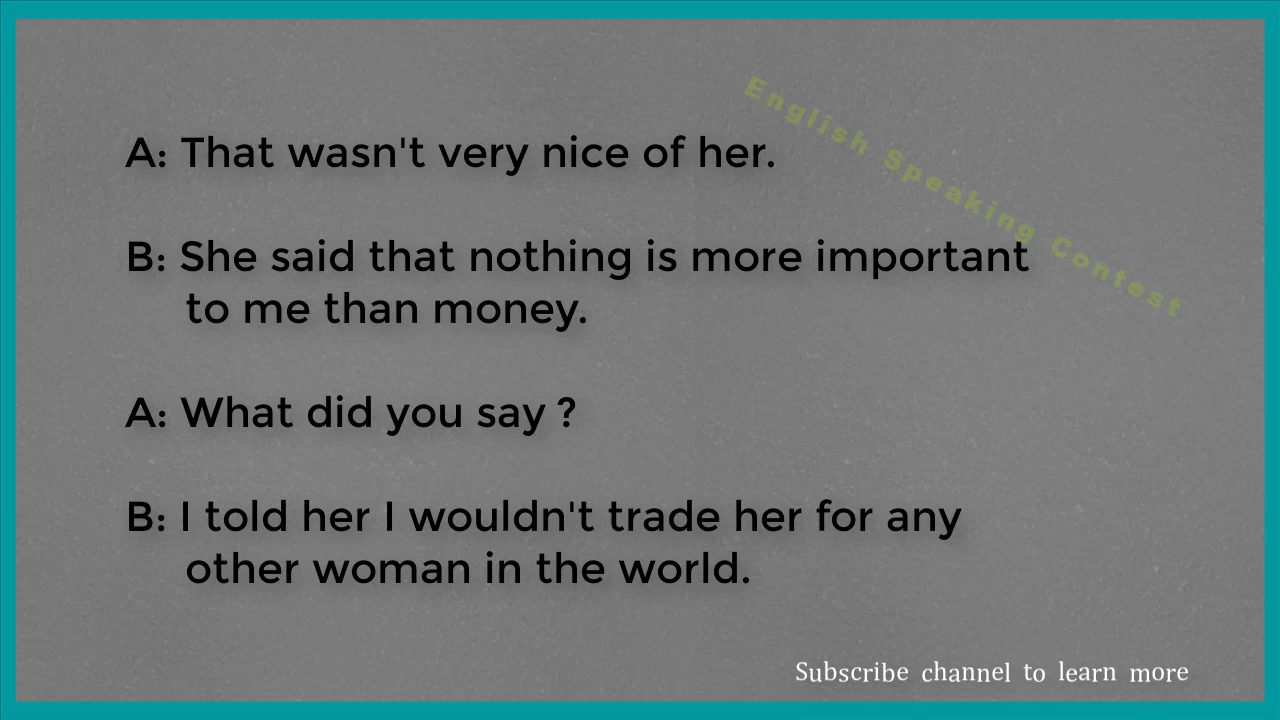 English Speaking Contest
A: That wasn't very nice of her.
B: She said that nothing is more important
to me than money.
A: What did you say ?
B: I told her I wouldn't trade her for any
other woman in the world.
Subscribe channel to learn more